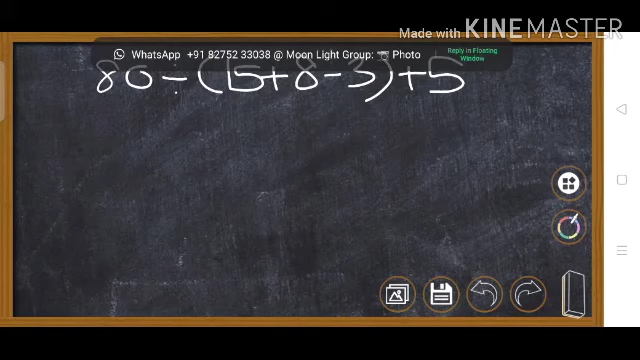 Made with KINEMASTER
WhatsApp +91 82752 33038 @ Moon Light Group: 📷 Photo
Reply in Floating
Window
80 ÷ (15+8-3)+5